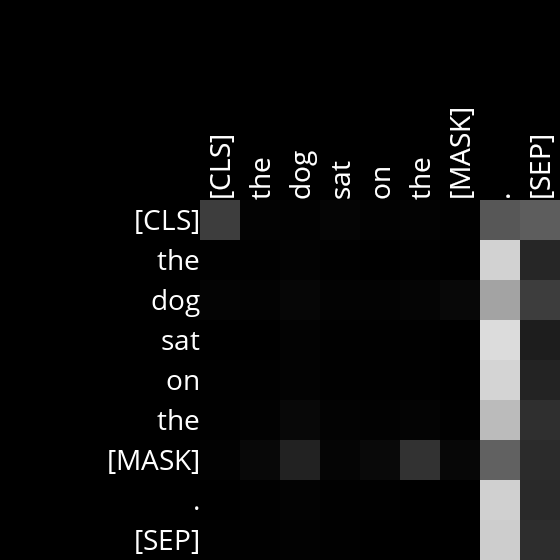 [CLS] the dog sat on the [MASK] . [SEP]
[CLS]
the
dog
sat
on
the
[MASK]
.
[SEP]